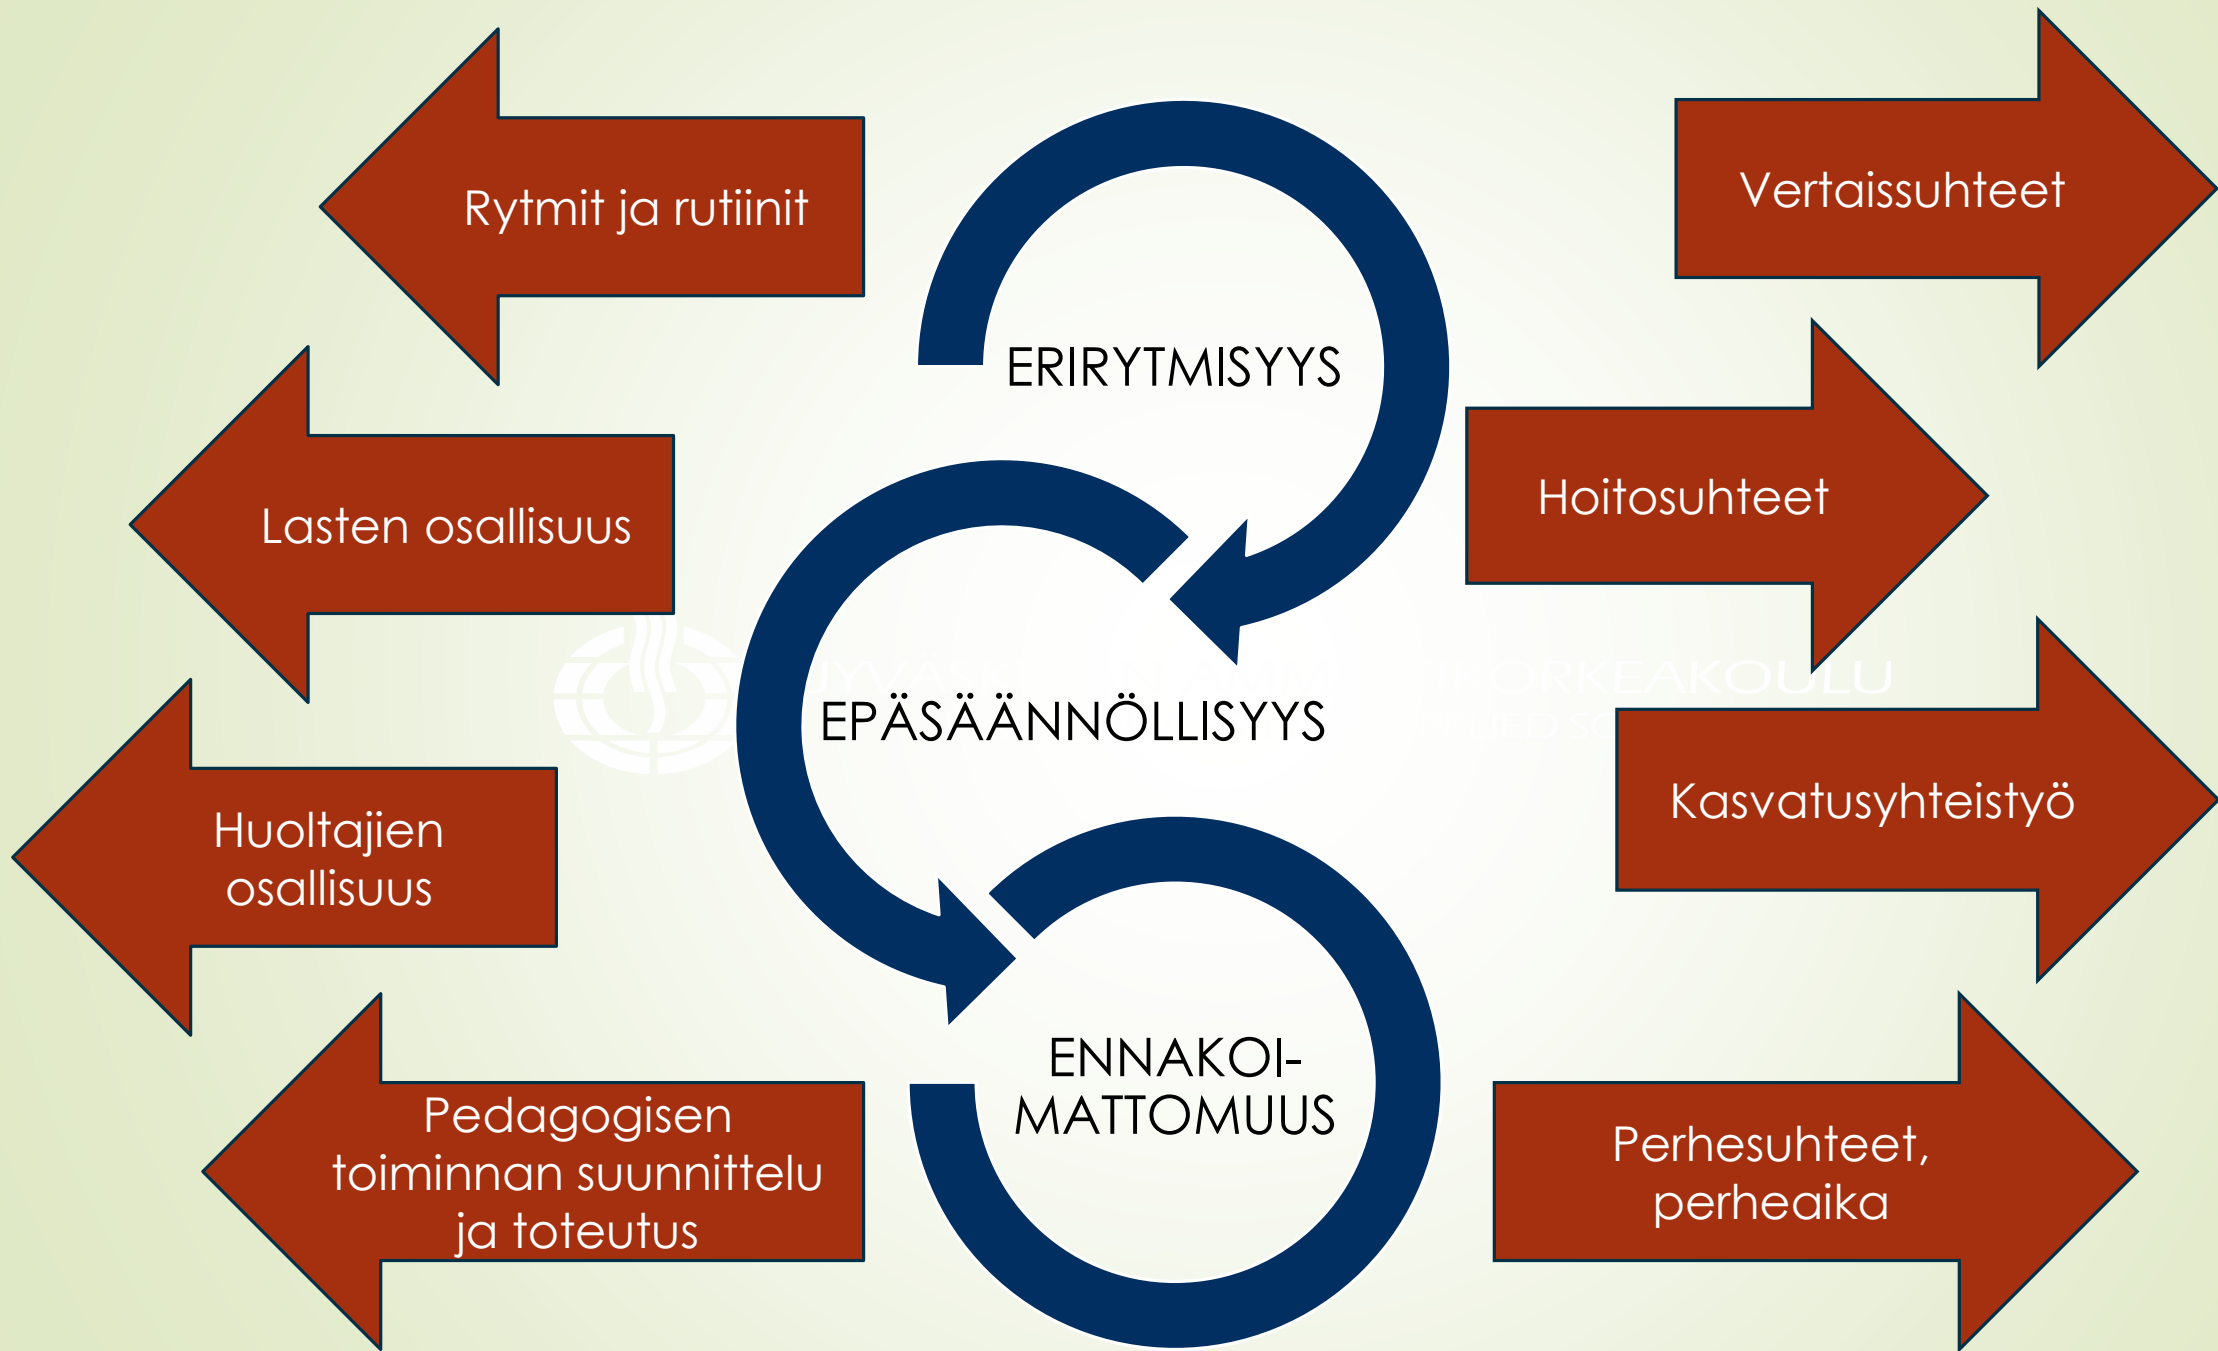 Rytmit ja rutiinit
Vertaissuhteet
ERIRYTMISYYS
Hoitosuhteet
Lasten osallisuus
ORKEAKOULU
EPÄSÄÄNNÖLLISYYS
Kasvatusyhteistyö
Huoltajien
osallisuus
ENNAKOI-
MATTOMUUS
Pedagogisen
toiminnan suunnittelu
ja toteutus
Perhesuhteet,
perheaika